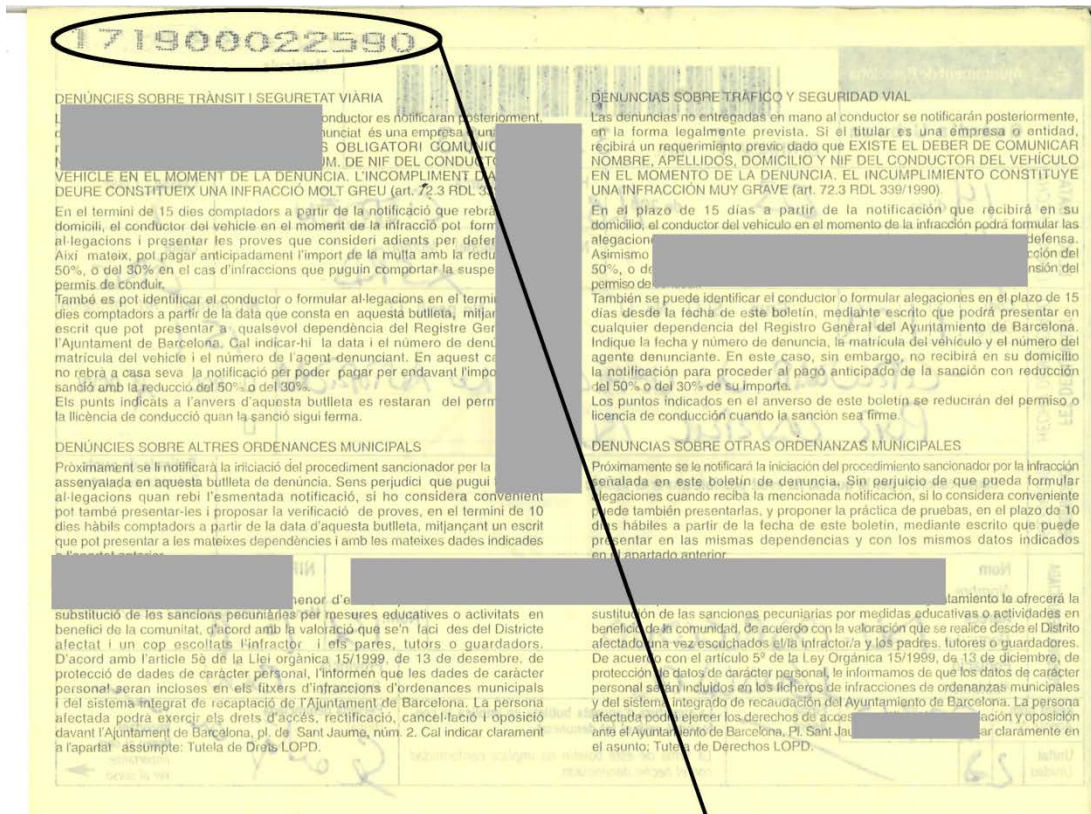 171900022590
DENÚNCIES SOBRE TRÀNSIT I SEGURETAT VIÀRIA
onductor es notificaran posteriorment,
nunciat és una empresa o un
OBLIGATORI COMUNIC
M. DE NIF DEL CONDUCTO
VEHICLE EN EL MOMENT DE LA DENÚNCIA. L'INCOMPLIMENT D'A
DEURE CONSTITUEIX UNA INFRACCIÓ MOLT GREU (art. 72.3 RDL 33
En el termini de 15 dies comptadors a partir de la notificació que rebrà
domicili, el conductor del vehicle en el moment de la infracció pot form
al·legacions i presentar les proves que consideri adients per defen
Així mateix, pot pagar anticipadament l'import de la multa amb la redu
50%, o del 30% en el cas d'infraccions que puguin comportar la suspe
permís de conduir.
També es pot identificar el conductor o formular al·legacions en el termin
dies comptadors a partir de la data que consta en aquesta butlleta, mitjan
escrit que pot presentar a qualsevol dependència del Registre Gen
l'Ajuntament de Barcelona. Cal indicar-hi la data i el número de denú
matrícula del vehicle i el número de l'agent denunciant. En aquest ca
no rebrà a casa seva la notificació per poder pagar per endavant l'impo
sanció amb la reducció del 50% o del 30%.
Els punts indicats a l'anvers d'aquesta butlleta es restaran del perm
la llicència de conducció quan la sanció sigui ferma.
DENÚNCIES SOBRE ALTRES ORDENANCES MUNICIPALS
Pròximament se li notificarà la iniciació del procediment sancionador per la
assenyalada en aquesta butlleta de denúncia. Sens perjudici que pugui
al·legacions quan rebi l'esmentada notificació, si ho considera convenient
pot també presentar-les i proposar la verificació de proves, en el termini de 10
dies hàbils comptadors a partir de la data d'aquesta butlleta, mitjançant un escrit
que pot presentar a les mateixes dependències i amb les mateixes dades indicades
a l'apartat anterior.
menor d'e
substitució de les sancions pecuniàries per mesures educatives o activitats en
benefici de la comunitat, d'acord amb la valoració que se'n faci des del Districte
afectat i un cop escoltats l'infractor i els pares, tutors o guardadors.
D'acord amb l'article 5è de la Llei orgànica 15/1999, de 13 de desembre, de
protecció de dades de caràcter personal, l'informen que les dades de caràcter
personal seran incloses en els fitxers d'infraccions d'ordenances municipals
i del sistema integrat de recaptació de l'Ajuntament de Barcelona. La persona
afectada podrà exercir els drets d'accés, rectificació, cancel·lació i oposició
davant l'Ajuntament de Barcelona, pl. de Sant Jaume, núm. 2. Cal indicar clarament
a l'apartat assumpte: Tutela de Drets LOPD.
DENUNCIAS SOBRE TRÁFICO Y SEGURIDAD VIAL
Las denuncias no entregadas en mano al conductor se notificarán posteriormente,
en la forma legalmente prevista. Si el titular es una empresa o entidad,
recibirá un requerimiento previo dado que EXISTE EL DEBER DE COMUNICAR
NOMBRE, APELLIDOS, DOMICILIO Y NIF DEL CONDUCTOR DEL VEHÍCULO
EN EL MOMENTO DE LA DENUNCIA. EL INCUMPLIMIENTO CONSTITUYE
UNA INFRACCIÓN MUY GRAVE (art. 72.3 RDL 339/1990).
En el plazo de 15 días a partir de la notificación que recibirá en su
domicilio, el conductor del vehículo en el momento de la infracción podrá formular las
alegacione defensa.
Asimismo cción del
50%, o de nsión del
permiso de conducir.
También se puede identificar el conductor o formular alegaciones en el plazo de 15
días desde la fecha de este boletín, mediante escrito que podrá presentar en
cualquier dependencia del Registro General del Ayuntamiento de Barcelona.
Indique la fecha y número de denuncia, la matrícula del vehículo y el número del
agente denunciante. En este caso, sin embargo, no recibirá en su domicilio
la notificación para proceder al pago anticipado de la sanción con reducción
del 50% o del 30% de su importe.
Los puntos indicados en el anverso de este boletín se reducirán del permiso o
licencia de conducción cuando la sanción sea firme.
DENUNCIAS SOBRE OTRAS ORDENANZAS MUNICIPALES
Próximamente se le notificará la iniciación del procedimiento sancionador por la infracción
señalada en este boletín de denuncia. Sin perjuicio de que pueda formular
alegaciones cuando reciba la mencionada notificación, si lo considera conveniente
puede también presentarlas, y proponer la práctica de pruebas, en el plazo de 10
días hábiles a partir de la fecha de este boletín, mediante escrito que puede
presentar en las mismas dependencias y con los mismos datos indicados
en el apartado anterior.
tamiento le ofrecerá la
sustitución de las sanciones pecuniarias por medidas educativas o actividades en
beneficio de la comunidad, de acuerdo con la valoración que se realice desde el Distrito
afectado una vez escuchados el/la infractor/a y los padres, tutores o guardadores.
De acuerdo con el artículo 5º de la Ley Orgánica 15/1999, de 13 de diciembre, de
protección de datos de carácter personal, le informamos de que los datos de carácter
personal serán incluidos en los ficheros de infracciones de ordenanzas municipales
y del sistema integrado de recaudación del Ayuntamiento de Barcelona. La persona
afectada podrá ejercer los derechos de acces ación y oposición
ante el Ayuntamiento de Barcelona, Pl. Sant Jau ar claramente en
el asunto: Tutela de Derechos LOPD.